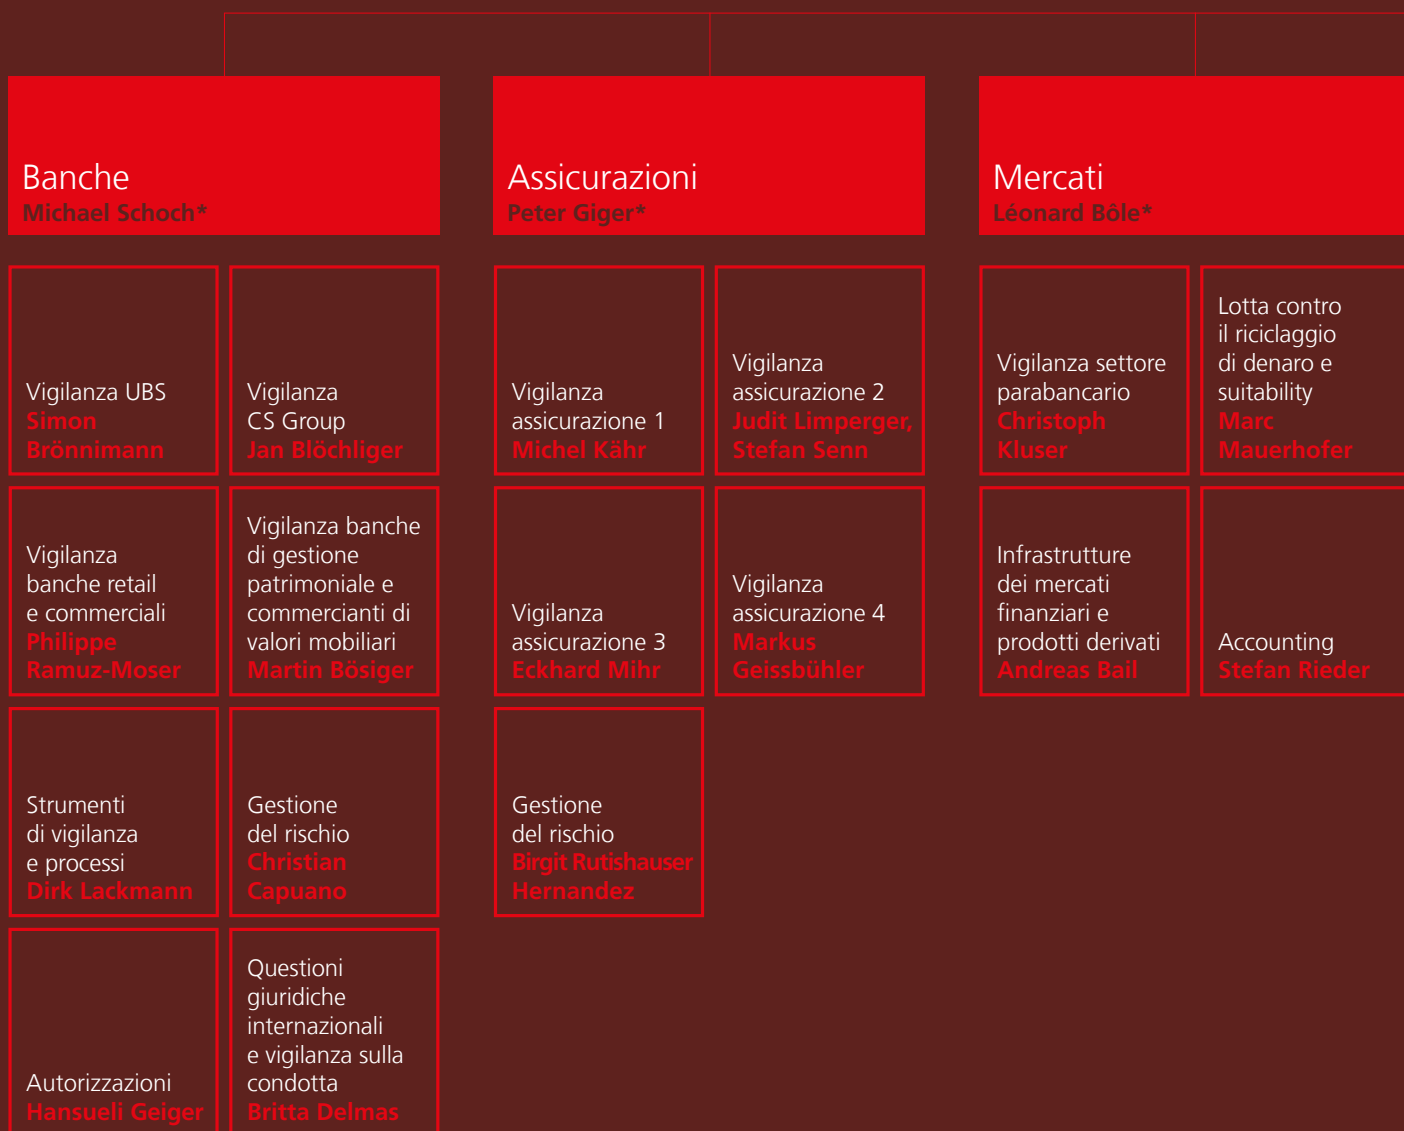 Banche
Michael Schoch*
Vigilanza UBS
Simon
Brönnimann
Vigilanza
CS Group
Jan Blöchliger
Vigilanza
banche retail
e commerciali
Philippe
Ramuz-Moser
Vigilanza banche
di gestione
patrimoniale e
commercianti di
valori mobiliari
Martin Bösiger
Strumenti
di vigilanza
e processi
Dirk Lackmann
Gestione
del rischio
Christian
Capuano
Autorizzazioni
Hansueli Geiger
Questioni
giuridiche
internazionali
e vigilanza sulla
condotta
Britta Delmas
Assicurazioni
Peter Giger*
Vigilanza
assicurazione 1
Michel Kähr
Vigilanza
assicurazione 2
Judit Limperger,
Stefan Senn
Vigilanza
assicurazione 3
Eckhard Mihr
Vigilanza
assicurazione 4
Markus
Geissbühler
Gestione
del rischio
Birgit Rutishauser
Hernandez
Mercati
Léonard Bôle*
Vigilanza settore
parabancario
Christoph
Kluser
Lotta contro
il riciclaggio
di denaro e
suitability
Marc
Mauerhofer
Infrastrutture
dei mercati
finanziari e
prodotti derivati
Andreas Bail
Accounting
Stefan Rieder